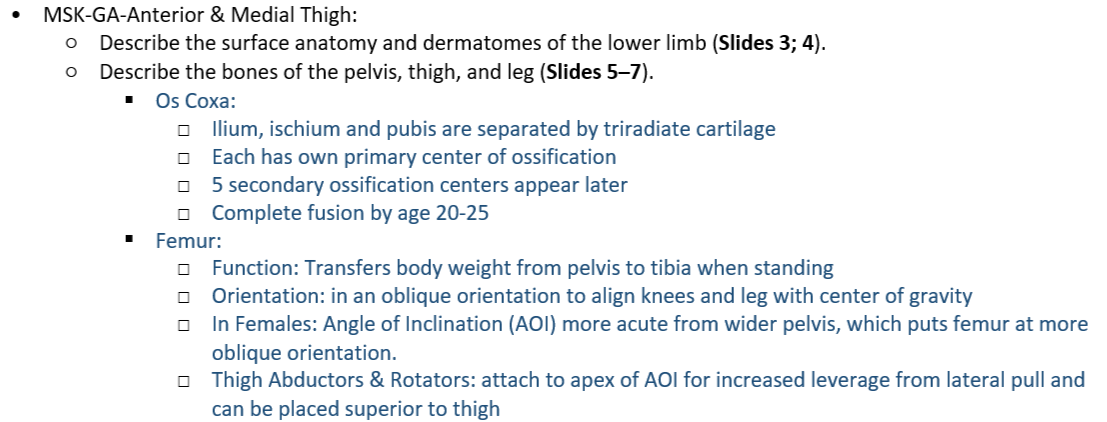 • MSK-GA-Anterior & Medial Thigh:
o Describe the surface anatomy and dermatomes of the lower limb (Slides 3; 4).
o Describe the bones of the pelvis, thigh, and leg (Slides 5–7).
▪ Os Coxa:
□ Ilium, ischium and pubis are separated by triradiate cartilage
□ Each has own primary center of ossification
□ 5 secondary ossification centers appear later
□ Complete fusion by age 20-25
▪ Femur:
□ Function: Transfers body weight from pelvis to tibia when standing
□ Orientation: in an oblique orientation to align knees and leg with center of gravity
□ In Females: Angle of Inclination (AOI) more acute from wider pelvis, which puts femur at more
oblique orientation.
□ Thigh Abductors & Rotators: attach to apex of AOI for increased leverage from lateral pull and
can be placed superior to thigh